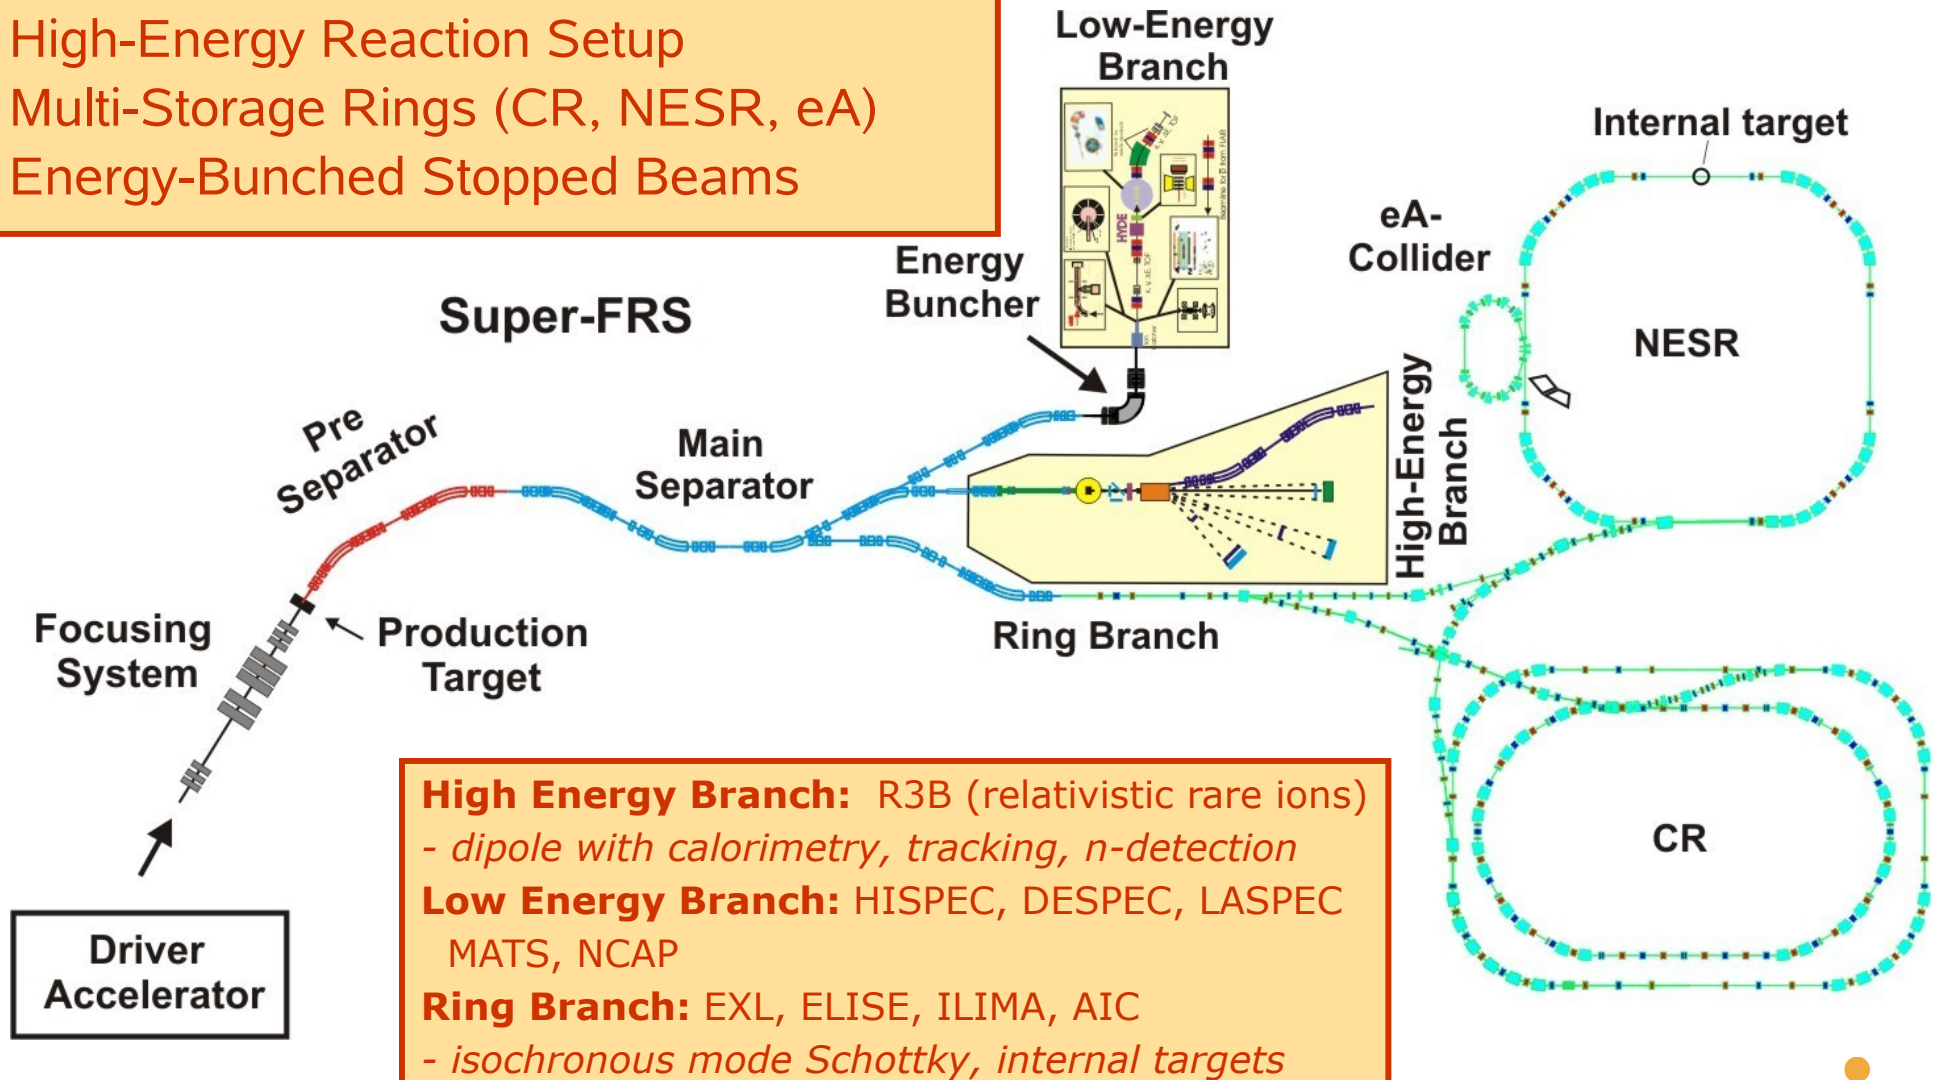 High-Energy Reaction Setup
Multi-Storage Rings (CR, NESR, eA)
Energy-Bunched Stopped Beams
Low-Energy
Branch
Internal target
eA-
Collider
Energy
Buncher
HYDE
Super-FRS
NESR
Pre
Separator
Main
Separator
High-Energy
Branch
Focusing
System
Production
Target
Ring Branch
CR
Driver
Accelerator
High Energy Branch: R3B (relativistic rare ions)
- dipole with calorimetry, tracking, n-detection
Low Energy Branch: HISPEC, DESPEC, LASPEC
MATS, NCAP
Ring Branch: EXL, ELISE, ILIMA, AIC
- isochronous mode Schottky, internal targets